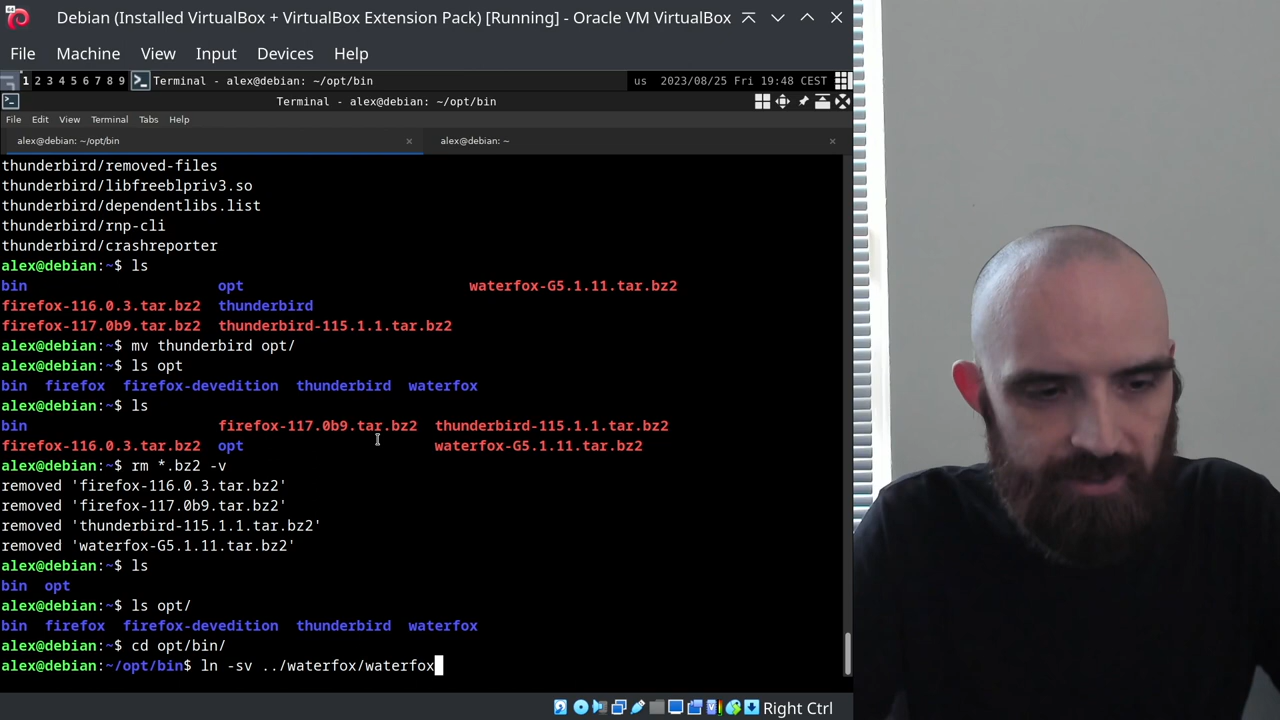 Debian (Installed VirtualBox + VirtualBox Extension Pack) [Running] - Oracle VM VirtualBox
File Machine View Input Devices Help
1 2 3 4 5 6 7 8 9 Terminal - alex@debian: ~/opt/bin us 2023/08/25 Fri 19:48 CEST
Terminal - alex@debian: ~/opt/bin
File Edit View Terminal Tabs Help
alex@debian: ~/opt/bin alex@debian: ~
thunderbird/removed-files
thunderbird/libfreeblpriv3.so
thunderbird/dependentlibs.list
thunderbird/rnp-cli
thunderbird/crashreporter
alex@debian:~$ ls
bin opt waterfox-G5.1.11.tar.bz2
firefox-116.0.3.tar.bz2 thunderbird
firefox-117.0b9.tar.bz2 thunderbird-115.1.1.tar.bz2
alex@debian:~$ mv thunderbird opt/
alex@debian:~$ ls opt
bin firefox firefox-devedition thunderbird waterfox
alex@debian:~$ ls
bin firefox-117.0b9.tar.bz2 thunderbird-115.1.1.tar.bz2
firefox-116.0.3.tar.bz2 opt waterfox-G5.1.11.tar.bz2
alex@debian:~$ rm *.bz2 -v
removed 'firefox-116.0.3.tar.bz2'
removed 'firefox-117.0b9.tar.bz2'
removed 'thunderbird-115.1.1.tar.bz2'
removed 'waterfox-G5.1.11.tar.bz2'
alex@debian:~$ ls
bin opt
alex@debian:~$ ls opt/
bin firefox firefox-devedition thunderbird waterfox
alex@debian:~$ cd opt/bin/
alex@debian:~/opt/bin$ ln -sv ../waterfox/waterfox
Right Ctrl